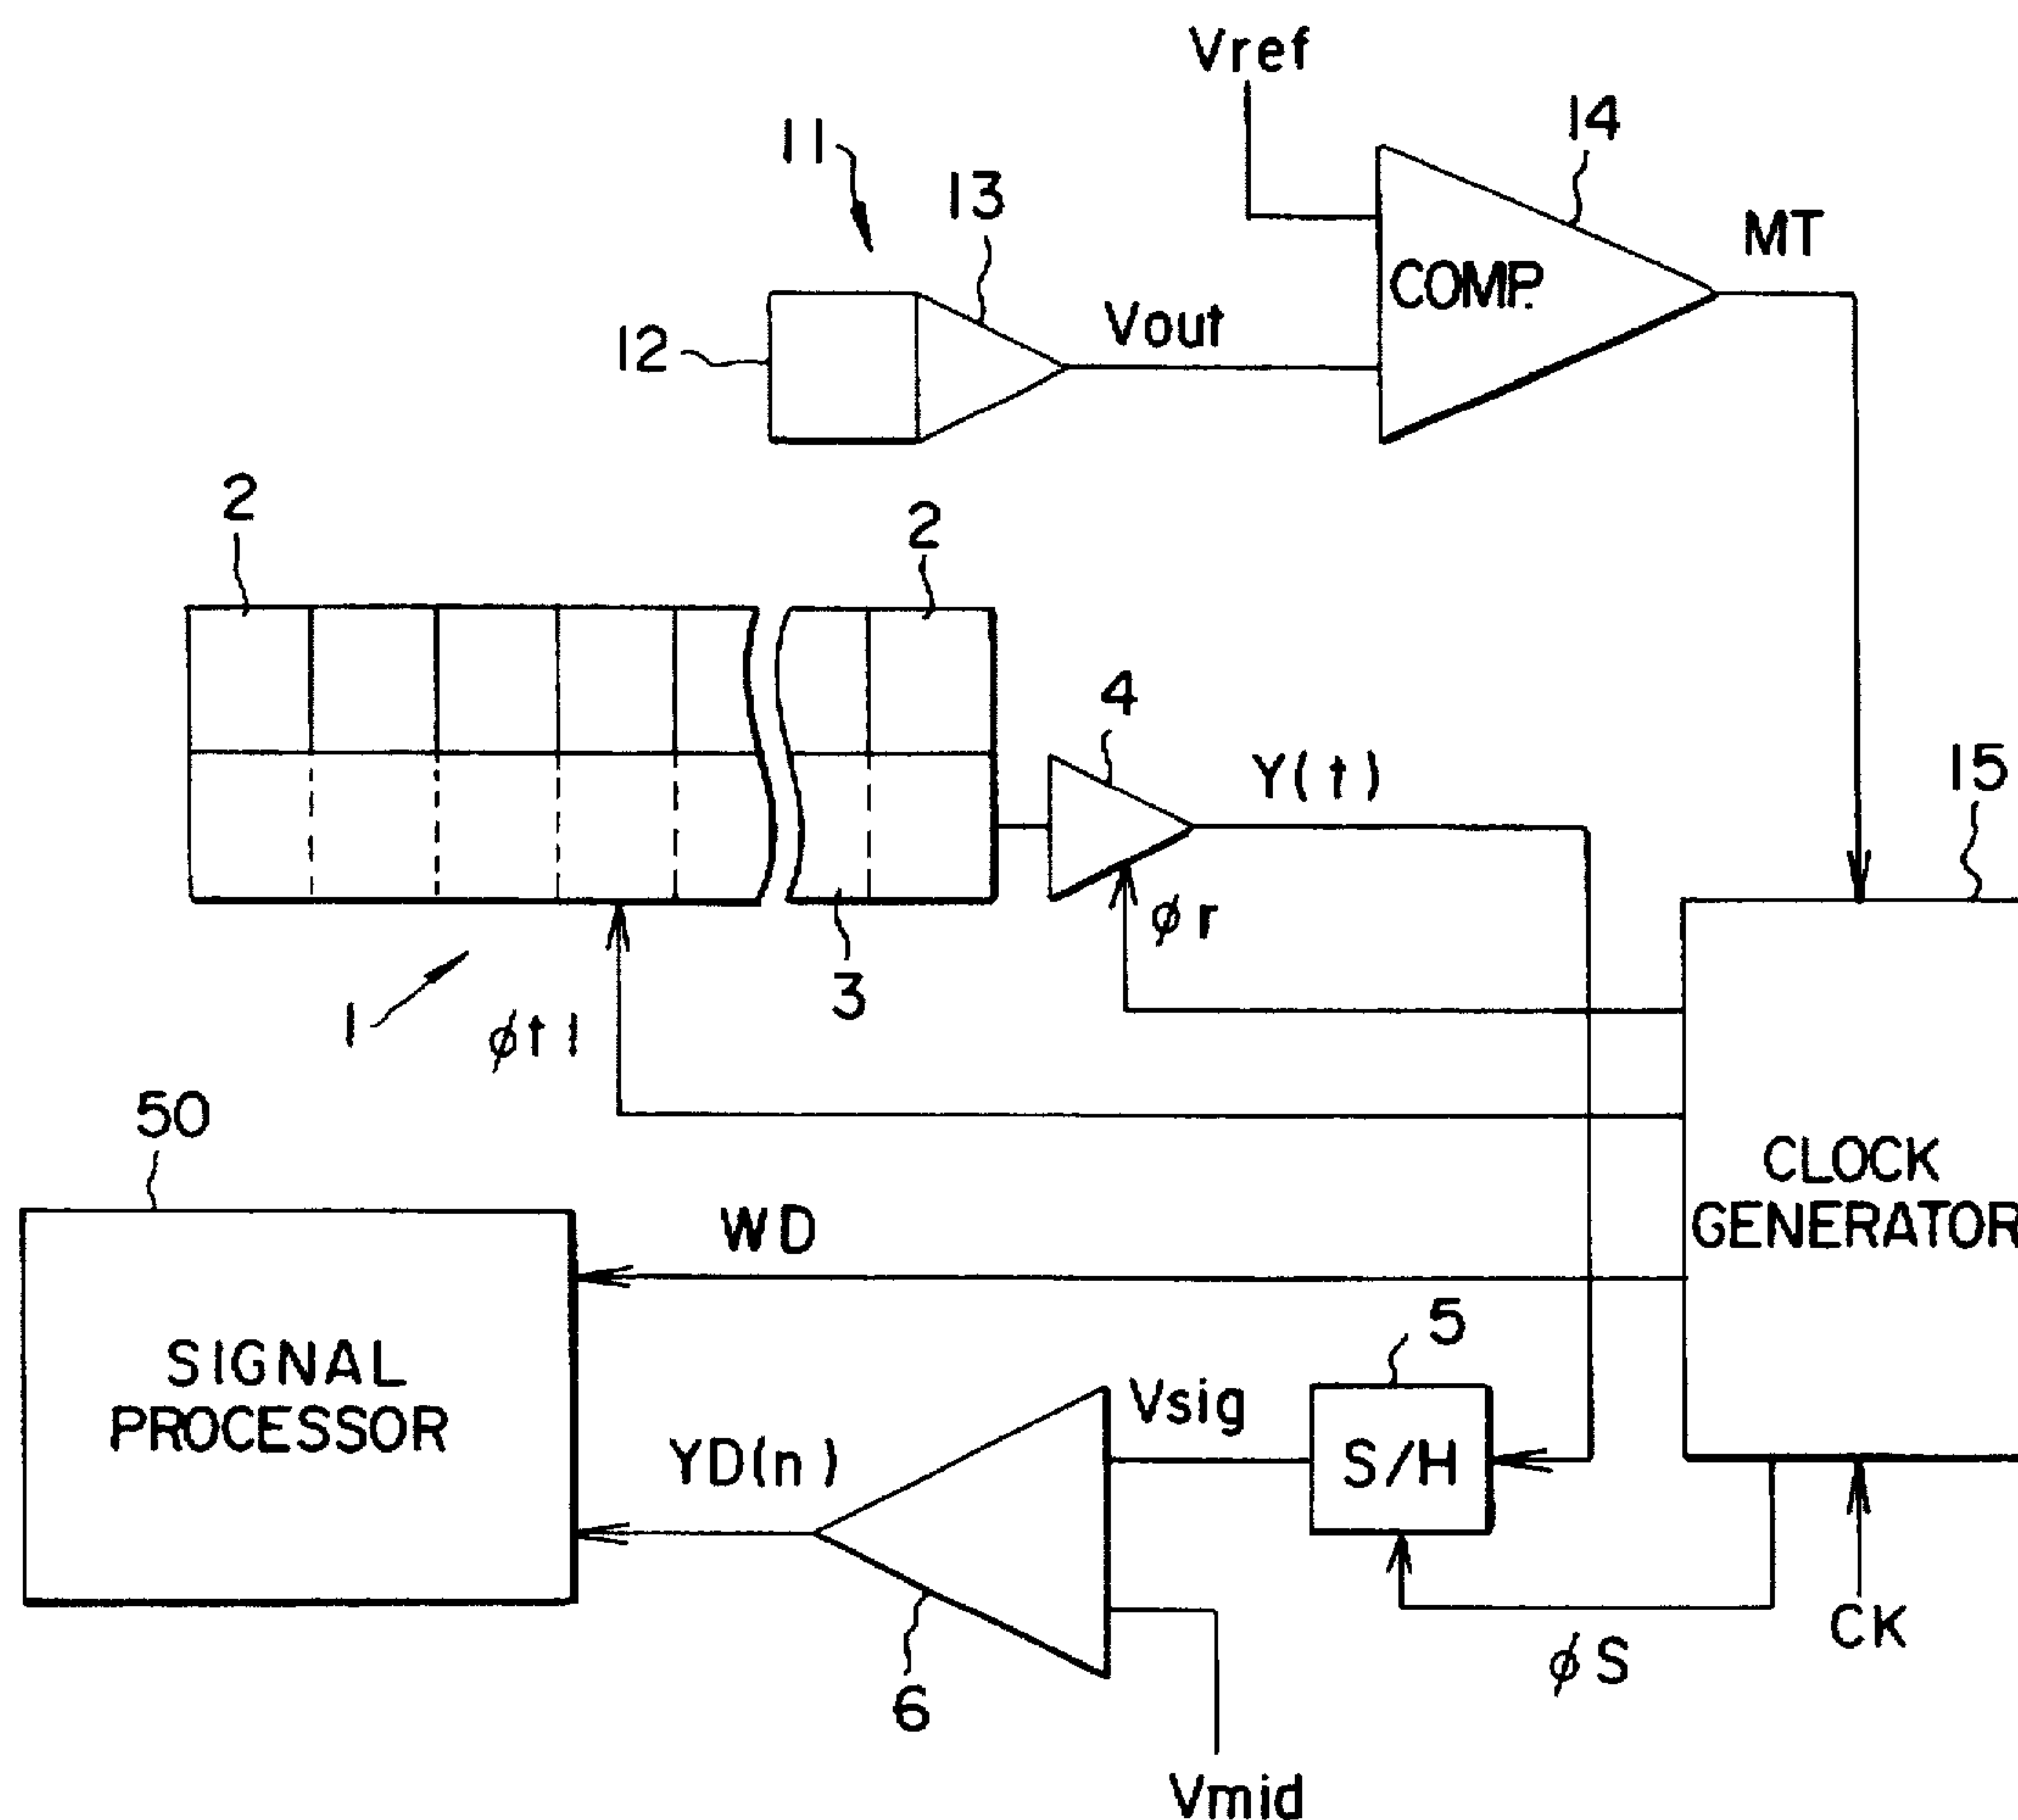 Vref
14
11
13
MT
COMP.
12
Vout
2
2
4
Y(t)
15
φr
3
1
φt1
50
CLOCK
GENERATOR
WD
5
SIGNAL
PROCESSOR
Vsig
S/H
YD(n)
CK
φS
6
Vmid